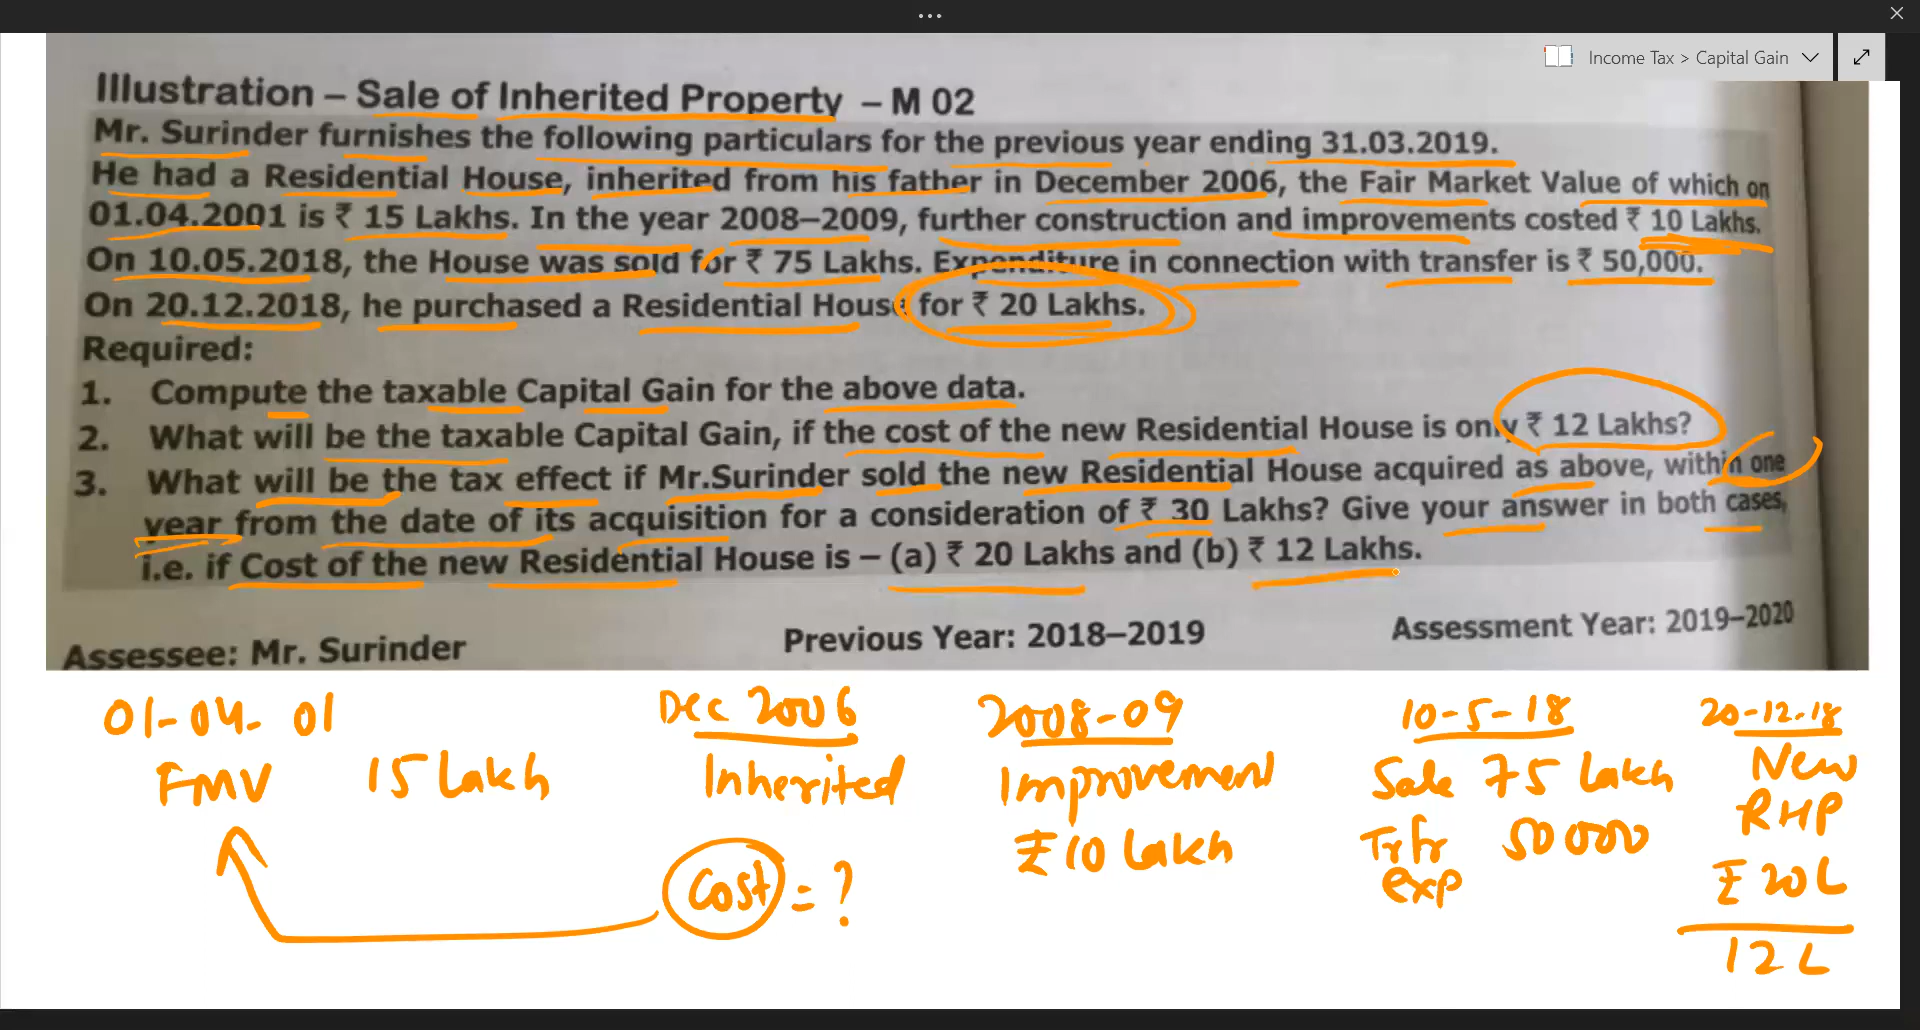 Income Tax > Capital Gain
Illustration – Sale of Inherited Property – M 02
Mr. Surinder furnishes the following particulars for the previous year ending 31.03.2019.
He had a Residential House, inherited from his father in December 2006, the Fair Market Value of which on
01.04.2001 is ₹ 15 Lakhs. In the year 2008–2009, further construction and improvements costed ₹ 10 Lakhs.
On 10.05.2018, the House was sold for ₹ 75 Lakhs. Expenditure in connection with transfer is ₹ 50,000.
On 20.12.2018, he purchased a Residential House for ₹ 20 Lakhs.
Required:
1. Compute the taxable Capital Gain for the above data.
2. What will be the taxable Capital Gain, if the cost of the new Residential House is only ₹ 12 Lakhs?
3. What will be the tax effect if Mr.Surinder sold the new Residential House acquired as above, within one
year from the date of its acquisition for a consideration of ₹ 30 Lakhs? Give your answer in both cases,
i.e. if Cost of the new Residential House is – (a) ₹ 20 Lakhs and (b) ₹ 12 Lakhs.
Assessee: Mr. Surinder Previous Year: 2018–2019 Assessment Year: 2019–2020
01-04-01 Dec 2006 2008-09 10-5-18 20-12-18
FMV 15 lakh Inherited Improvement Sale 75 lakh New
RHP
₹10 lakh Trfr 50000
Cost = ? exp ₹20L
12L